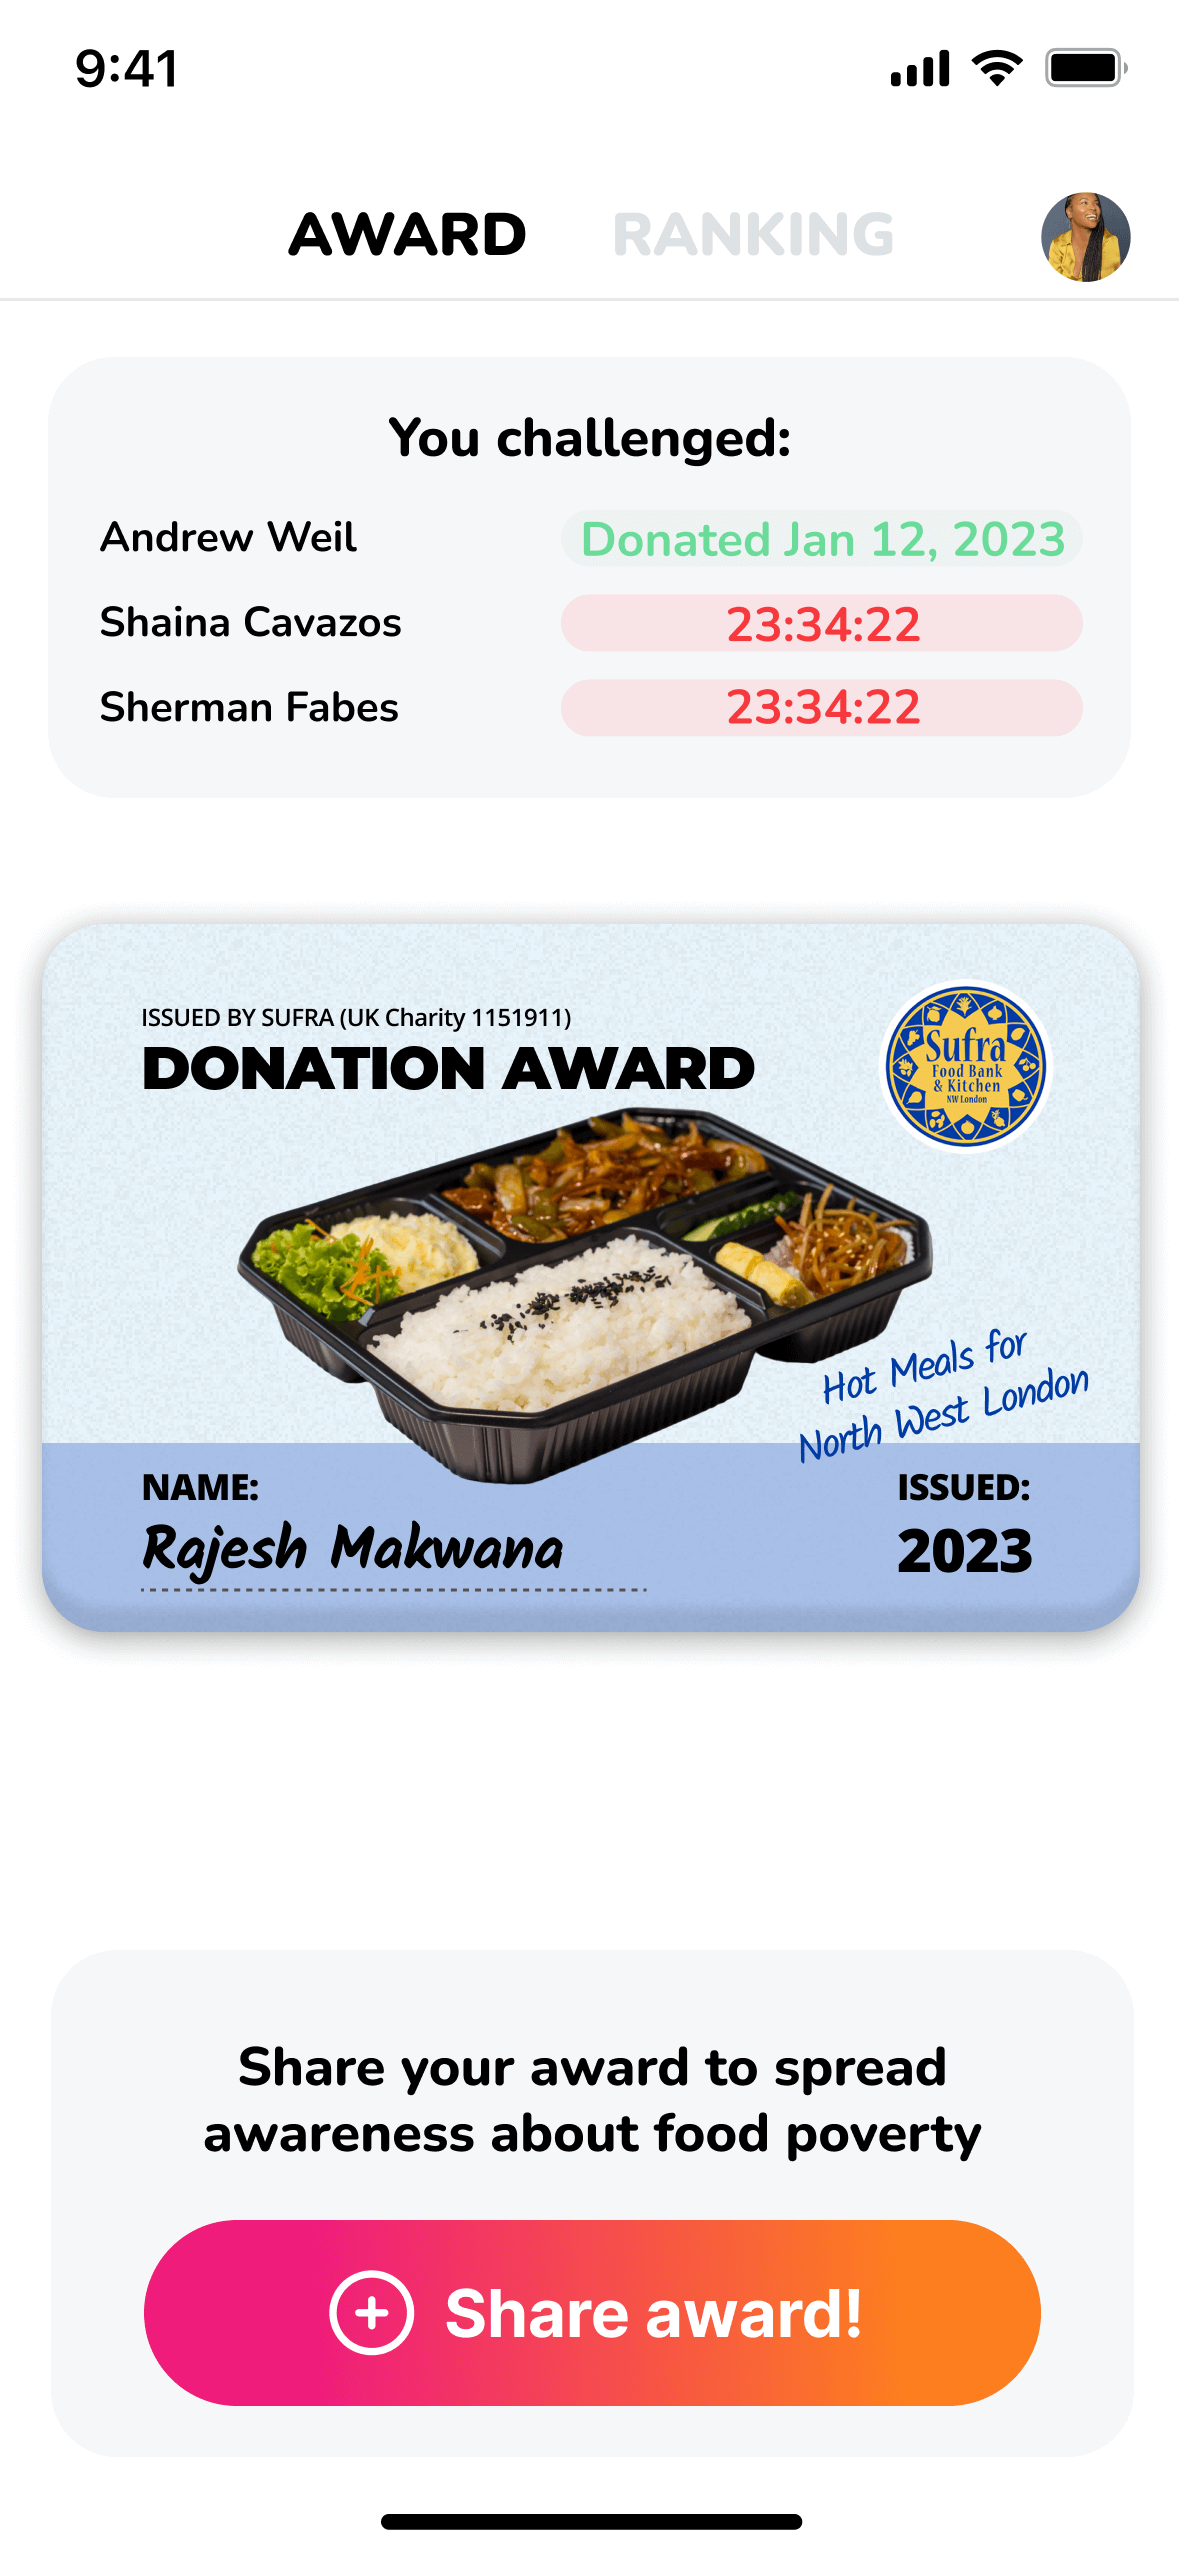 9:41
AWARD RANKING
You challenged:
Andrew Weil Donated Jan 12, 2023
Shaina Cavazos 23:34:22
Sherman Fabes 23:34:22
ISSUED BY SUFRA (UK Charity 1151911)
DONATION AWARD
Sufra
Food Bank
& Kitchen
NW London
Hot Meals for
North West London
NAME:
Rajesh Makwana
ISSUED:
2023
Share your award to spread
awareness about food poverty
Share award!